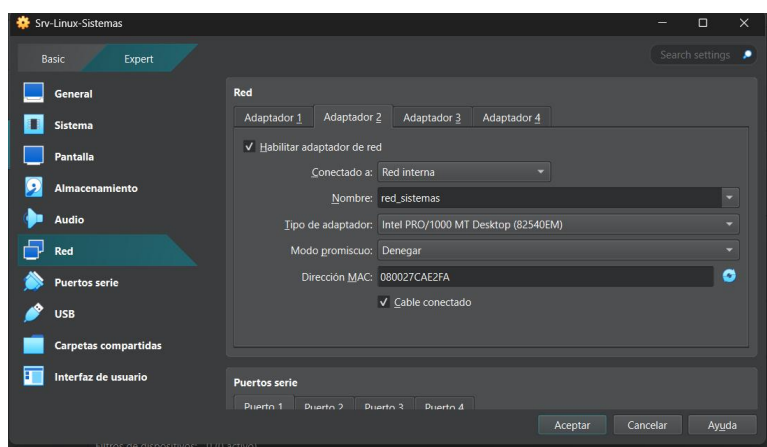 Srv-Linux-Sistemas
Basic Expert Search settings
General
Sistema
Pantalla
Almacenamiento
Audio
Red
Puertos serie
USB
Carpetas compartidas
Interfaz de usuario
Red
Adaptador 1 Adaptador 2 Adaptador 3 Adaptador 4
Habilitar adaptador de red
Conectado a: Red interna
Nombre: red_sistemas
Tipo de adaptador: Intel PRO/1000 MT Desktop (82540EM)
Modo promiscuo: Denegar
Dirección MAC: 080027CAE2FA
Cable conectado
Puertos serie
Puerto 1 Puerto 2 Puerto 3 Puerto 4
Aceptar Cancelar Ayuda